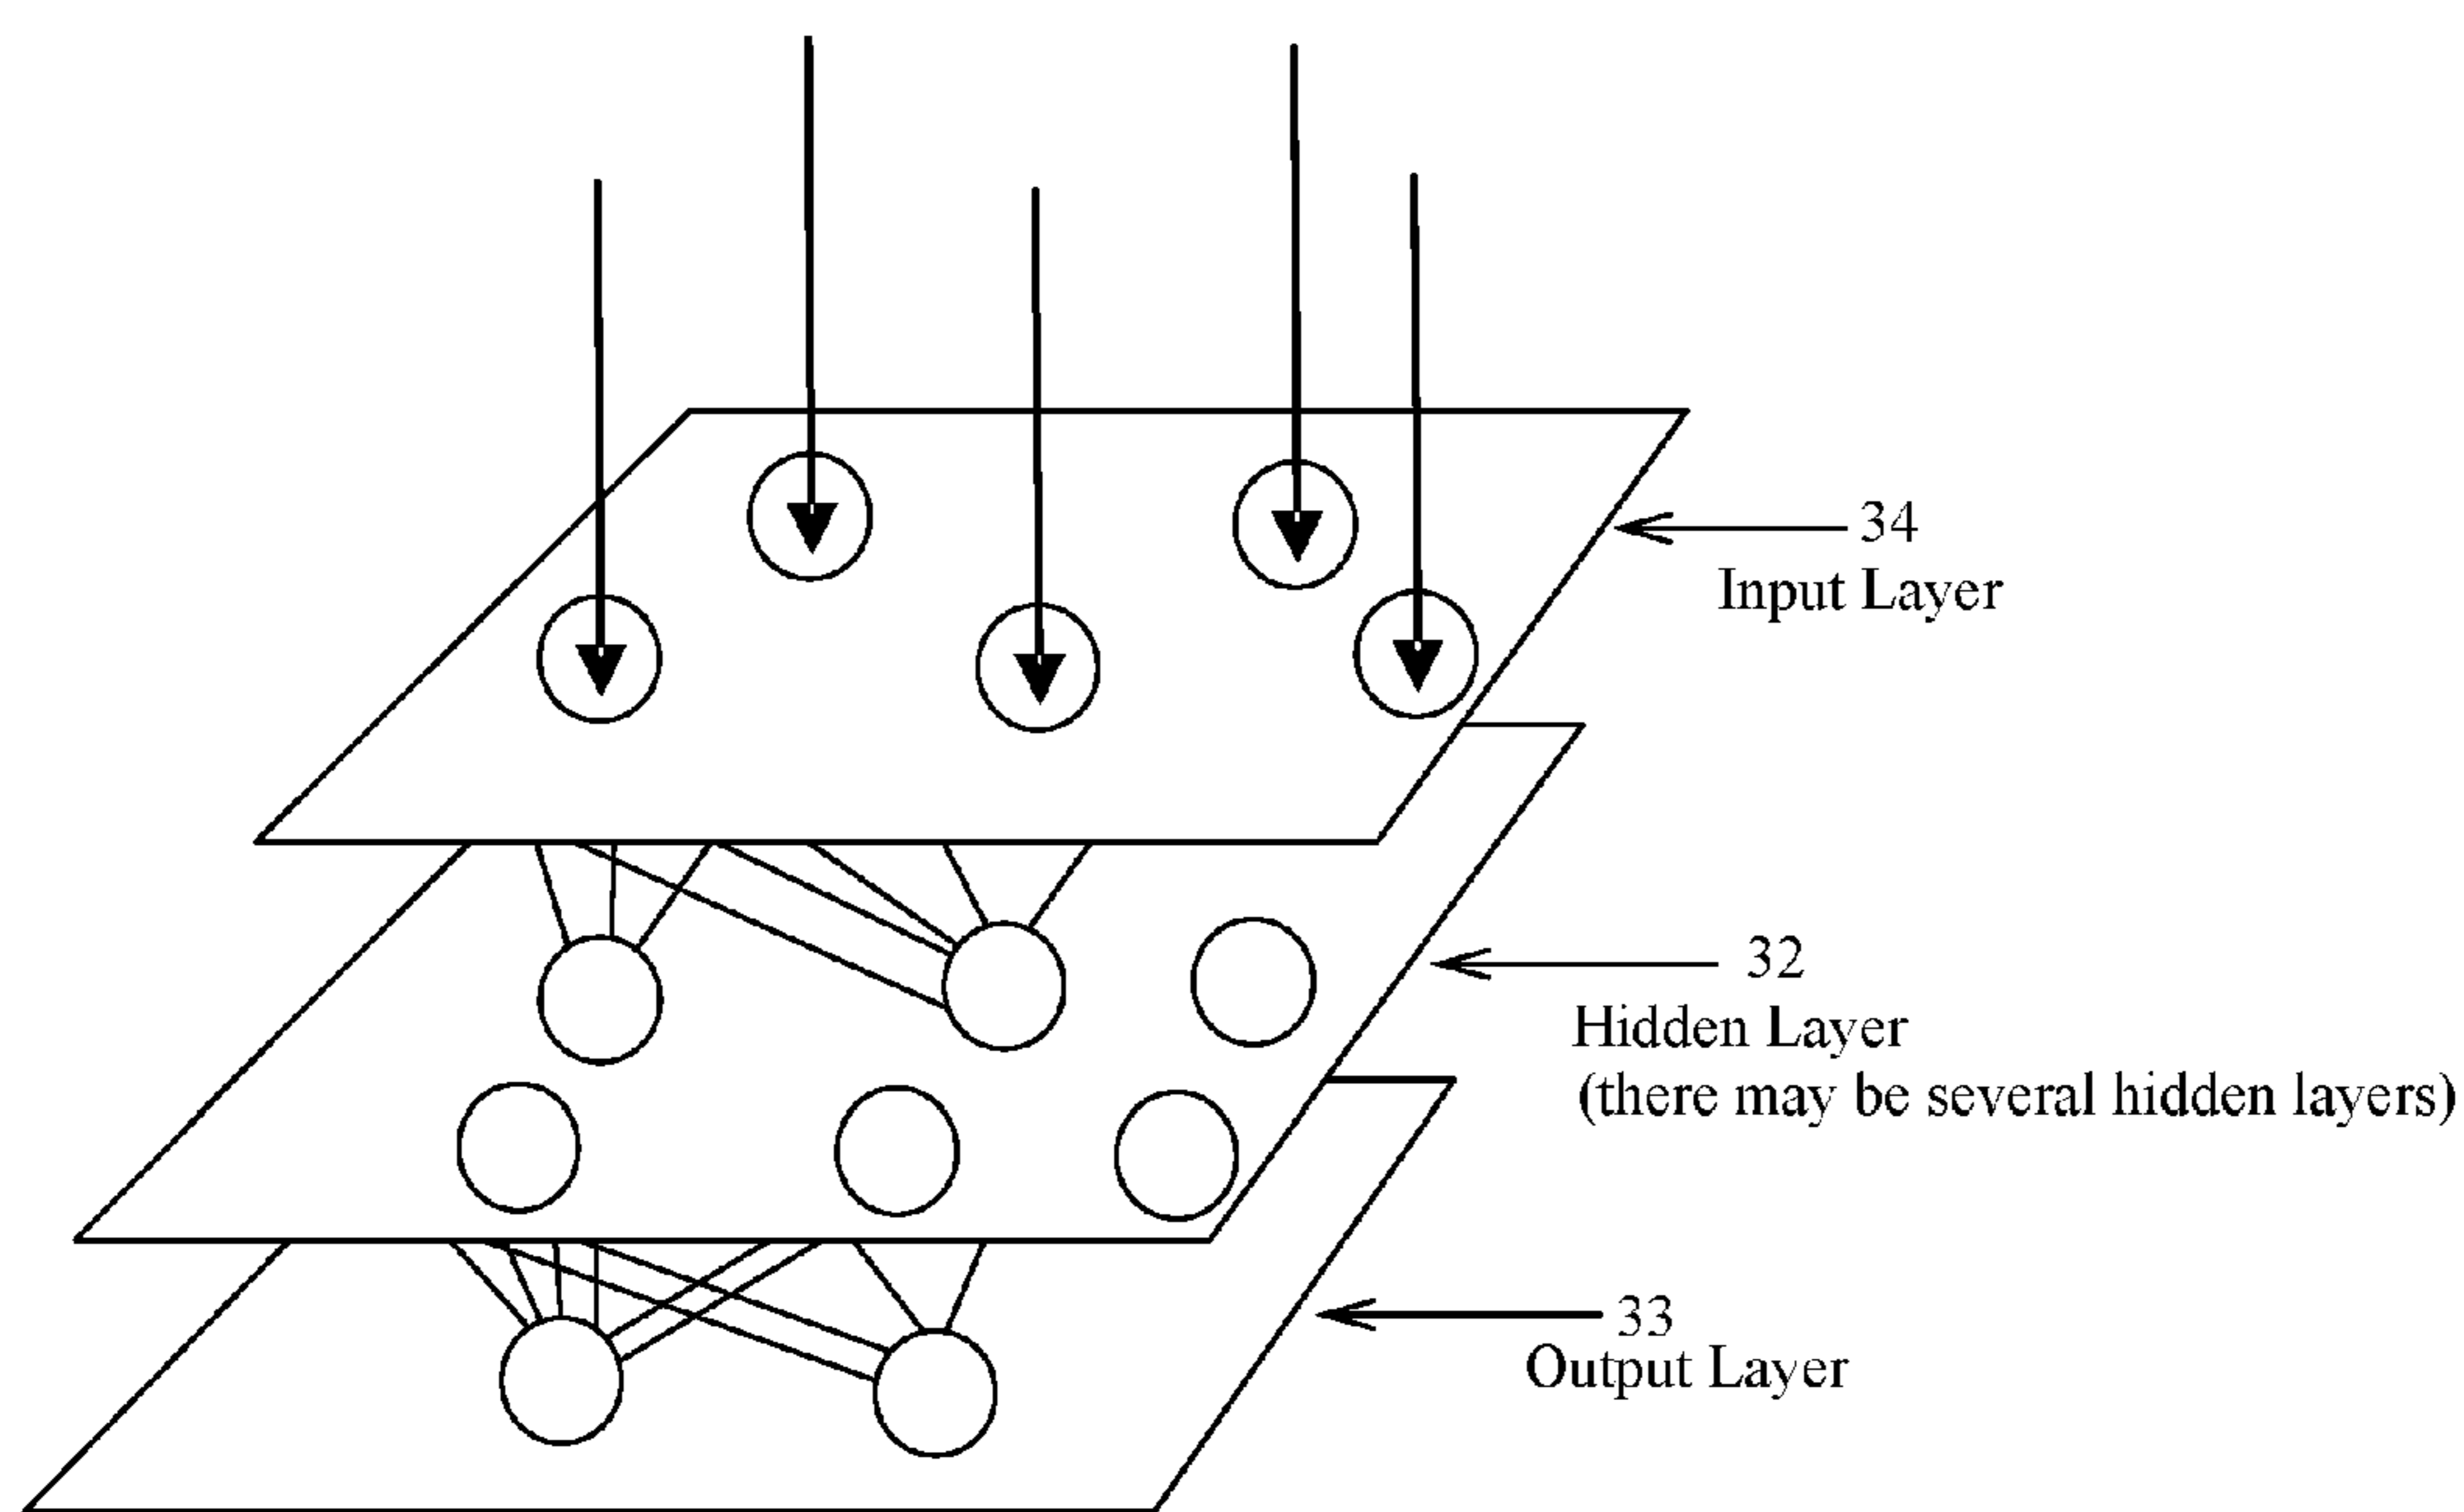 34
Input Layer
32
Hidden Layer
(there may be several hidden layers)
33
Output Layer